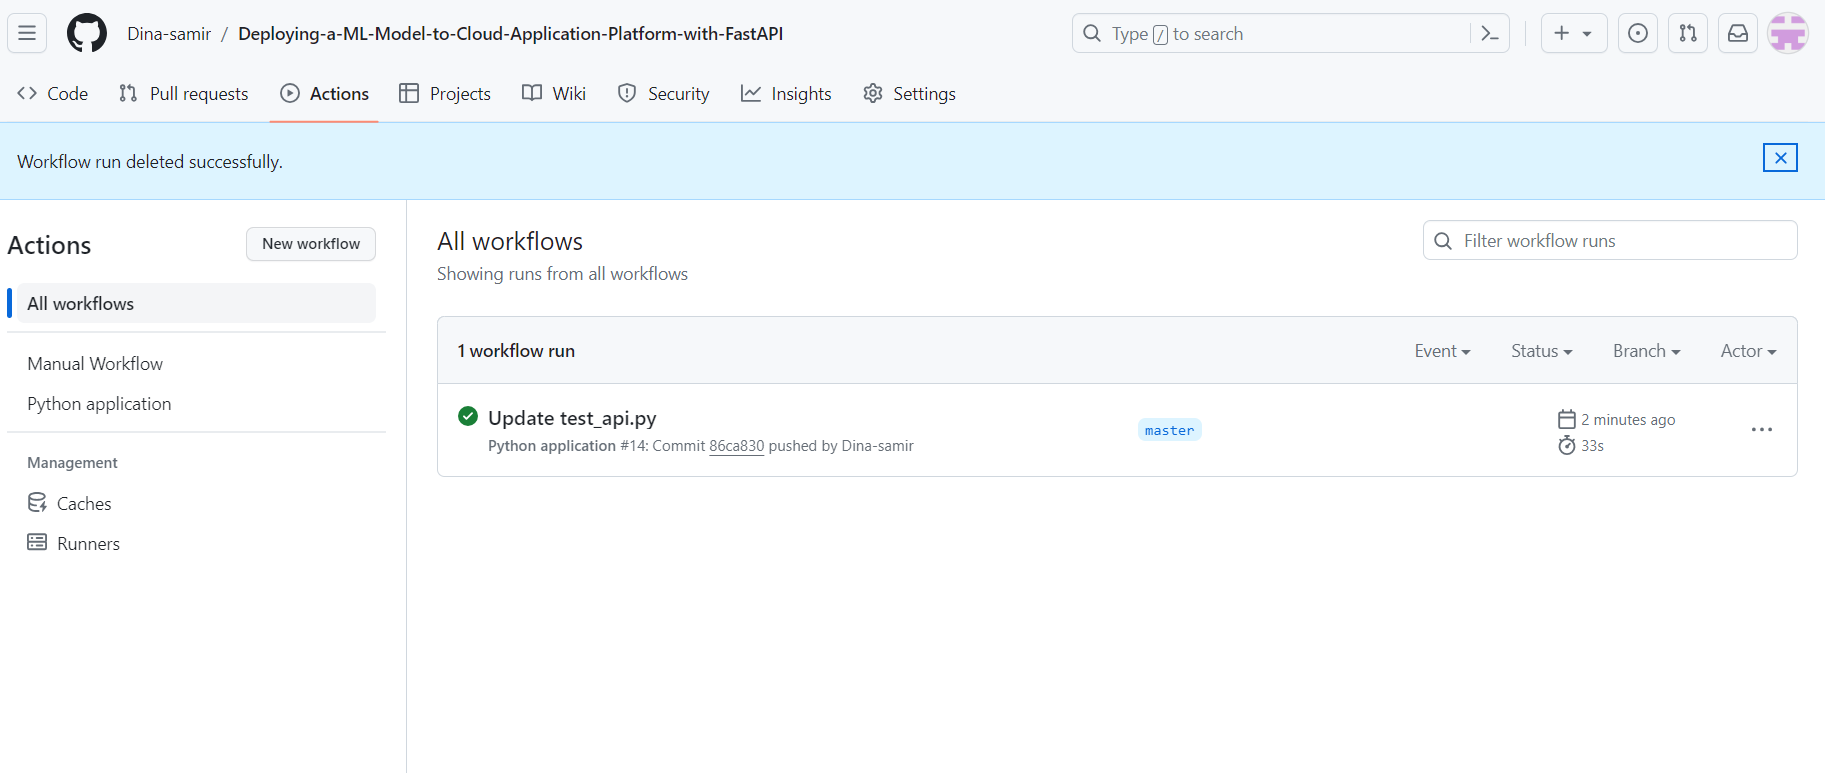 Dina-samir / Deploying-a-ML-Model-to-Cloud-Application-Platform-with-FastAPI
Type / to search
Code Pull requests Actions Projects Wiki Security Insights Settings
Workflow run deleted successfully.
Actions
New workflow
All workflows
Manual Workflow
Python application
Management
Caches
Runners
All workflows
Showing runs from all workflows
Filter workflow runs
1 workflow run
Event Status Branch Actor
Update test_api.py
Python application #14: Commit 86ca830 pushed by Dina-samir
master
2 minutes ago
33s